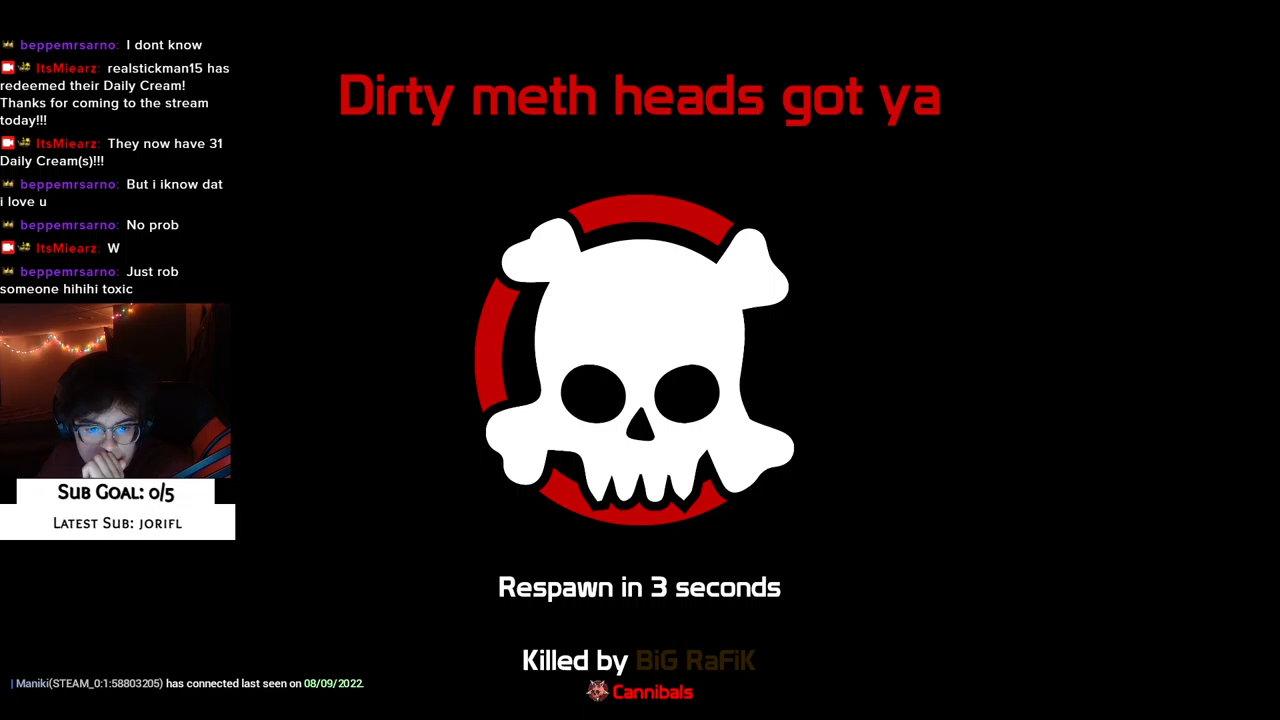 beppemrsarno: I dont know
ItsMiearz: realstickman15 has
redeemed their Daily Cream!
Thanks for coming to the stream
today!!!
ItsMiearz: They now have 31
Daily Cream(s)!!!
beppemrsarno: But i iknow dat
i love u
beppemrsarno: No prob
ItsMiearz: W
beppemrsarno: Just rob
someone hihihi toxic
Sub Goal: 0/5
Latest Sub: jorifl
Dirty meth heads got ya
Respawn in 3 seconds
Killed by BiG RaFiK
Cannibals
| Maniki(STEAM_0:1:58803205) has connected last seen on 08/09/2022.